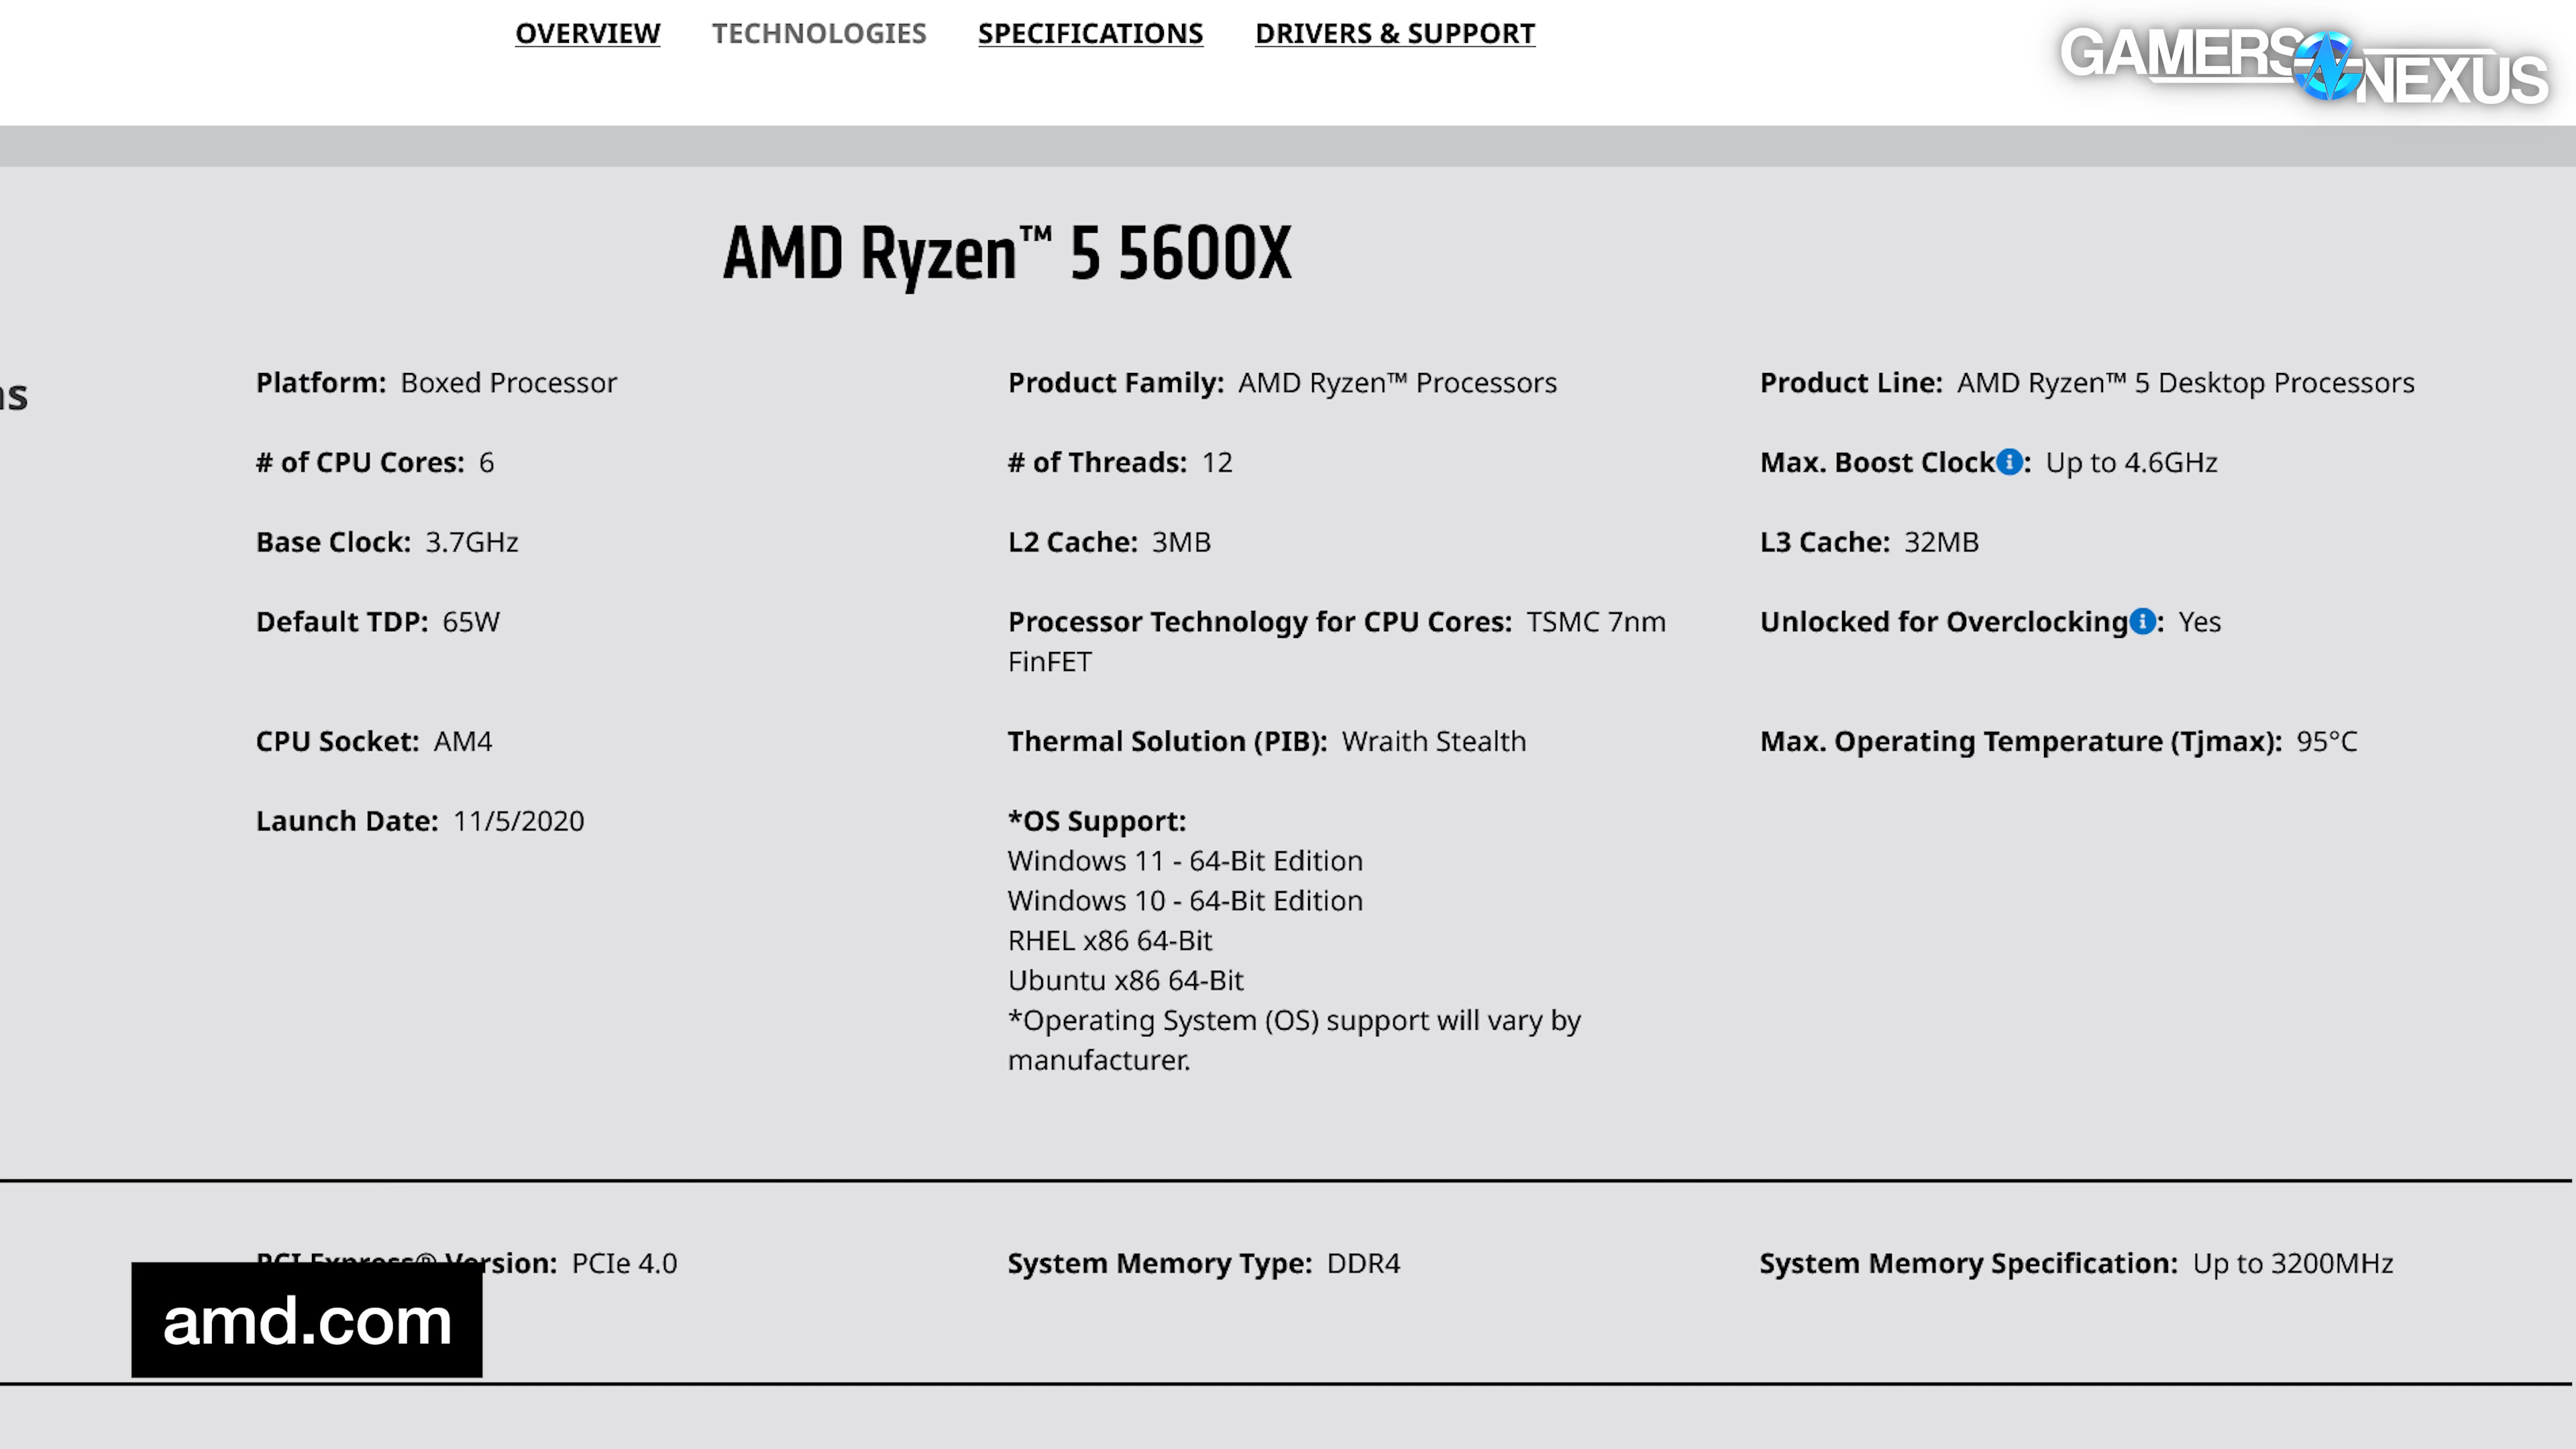 OVERVIEW TECHNOLOGIES SPECIFICATIONS DRIVERS & SUPPORT
GAMERS NEXUS
AMD Ryzen™ 5 5600X
ns
Platform: Boxed Processor
Product Family: AMD Ryzen™ Processors
Product Line: AMD Ryzen™ 5 Desktop Processors
# of CPU Cores: 6
# of Threads: 12
Max. Boost Clock: Up to 4.6GHz
Base Clock: 3.7GHz
L2 Cache: 3MB
L3 Cache: 32MB
Default TDP: 65W
Processor Technology for CPU Cores: TSMC 7nm
FinFET
Unlocked for Overclocking: Yes
CPU Socket: AM4
Thermal Solution (PIB): Wraith Stealth
Max. Operating Temperature (Tjmax): 95°C
Launch Date: 11/5/2020
*OS Support:
Windows 11 - 64-Bit Edition
Windows 10 - 64-Bit Edition
RHEL x86 64-Bit
Ubuntu x86 64-Bit
*Operating System (OS) support will vary by
manufacturer.
PCI Express® Version: PCIe 4.0
System Memory Type: DDR4
System Memory Specification: Up to 3200MHz
amd.com